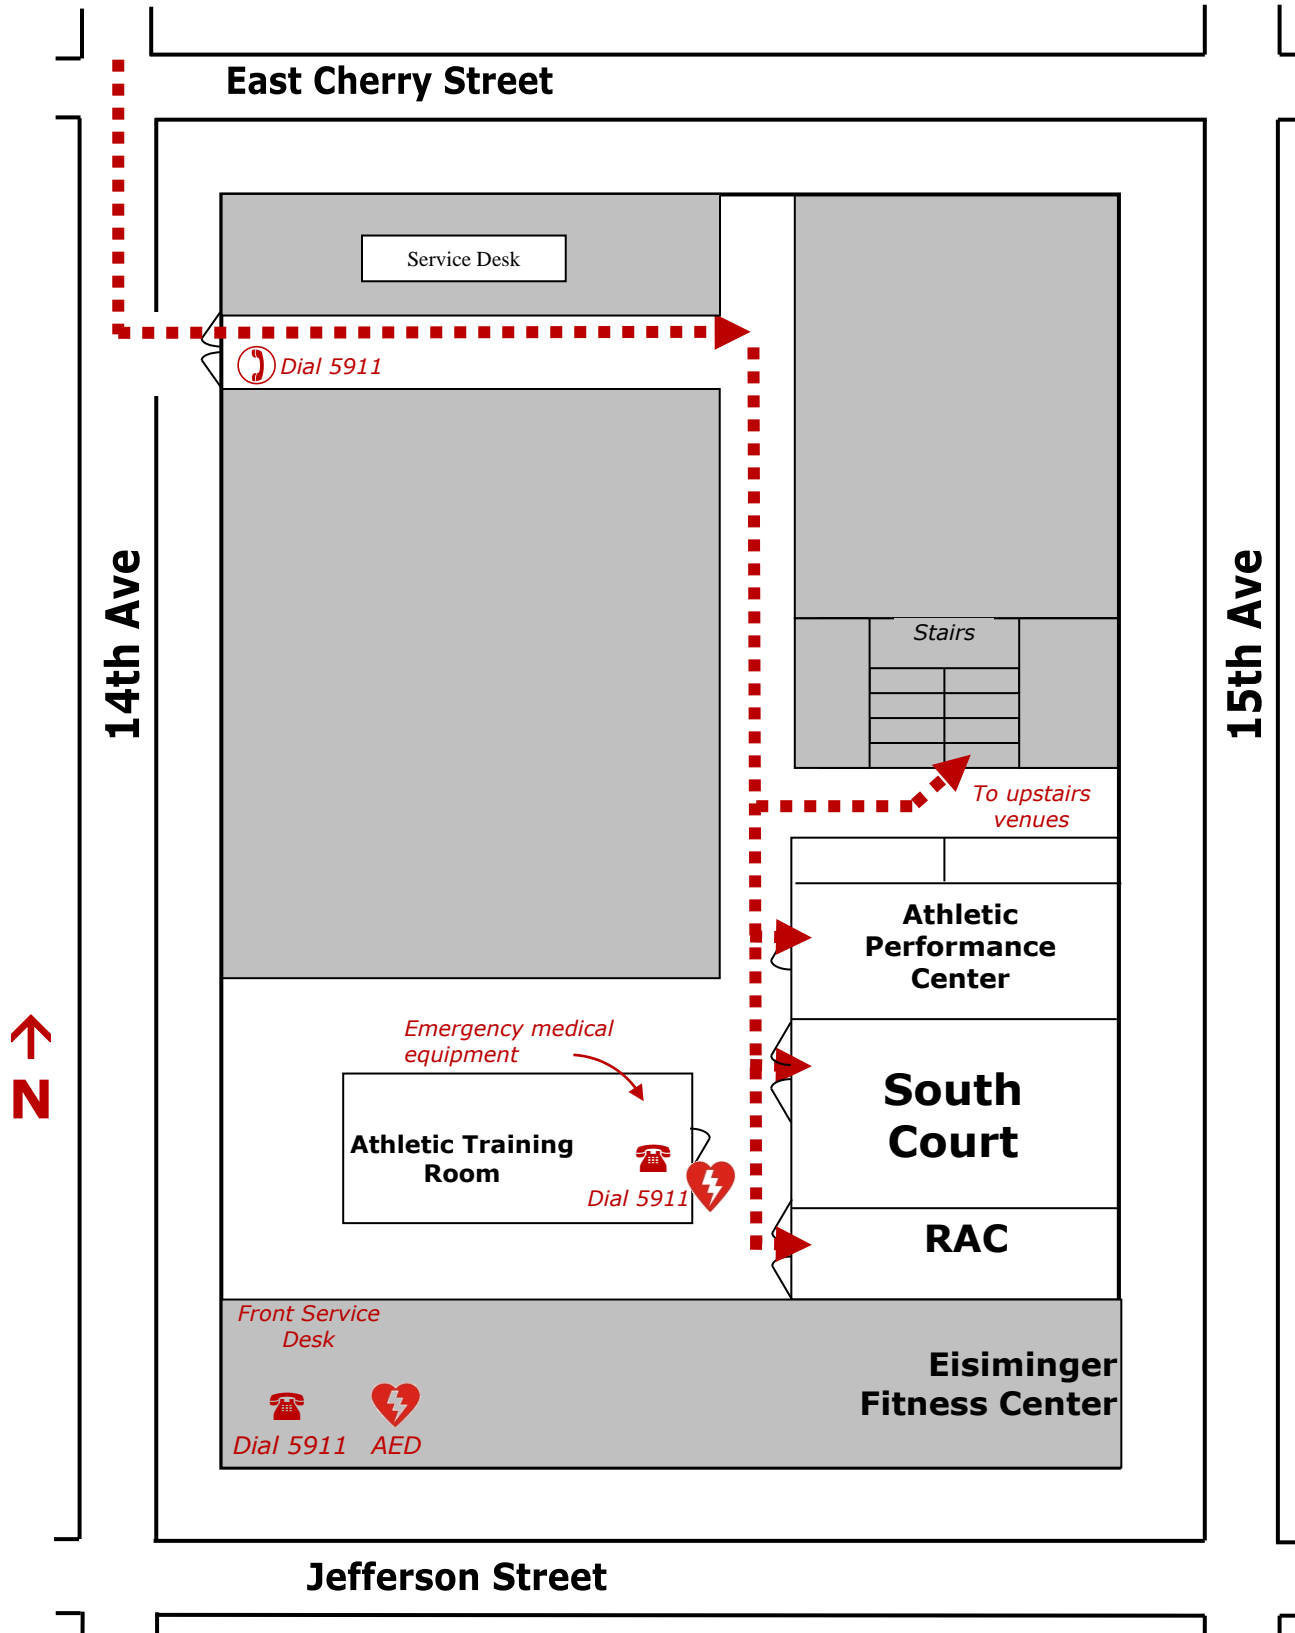 East Cherry Street
Service Desk
Dial 5911
14th Ave
15th Ave
Stairs
To upstairs
venues
Athletic
Performance
Center
N
Emergency medical
equipment
South
Court
Athletic Training
Room
Dial 5911
RAC
Front Service
Desk
Eisiminger
Fitness Center
Dial 5911
AED
Jefferson Street